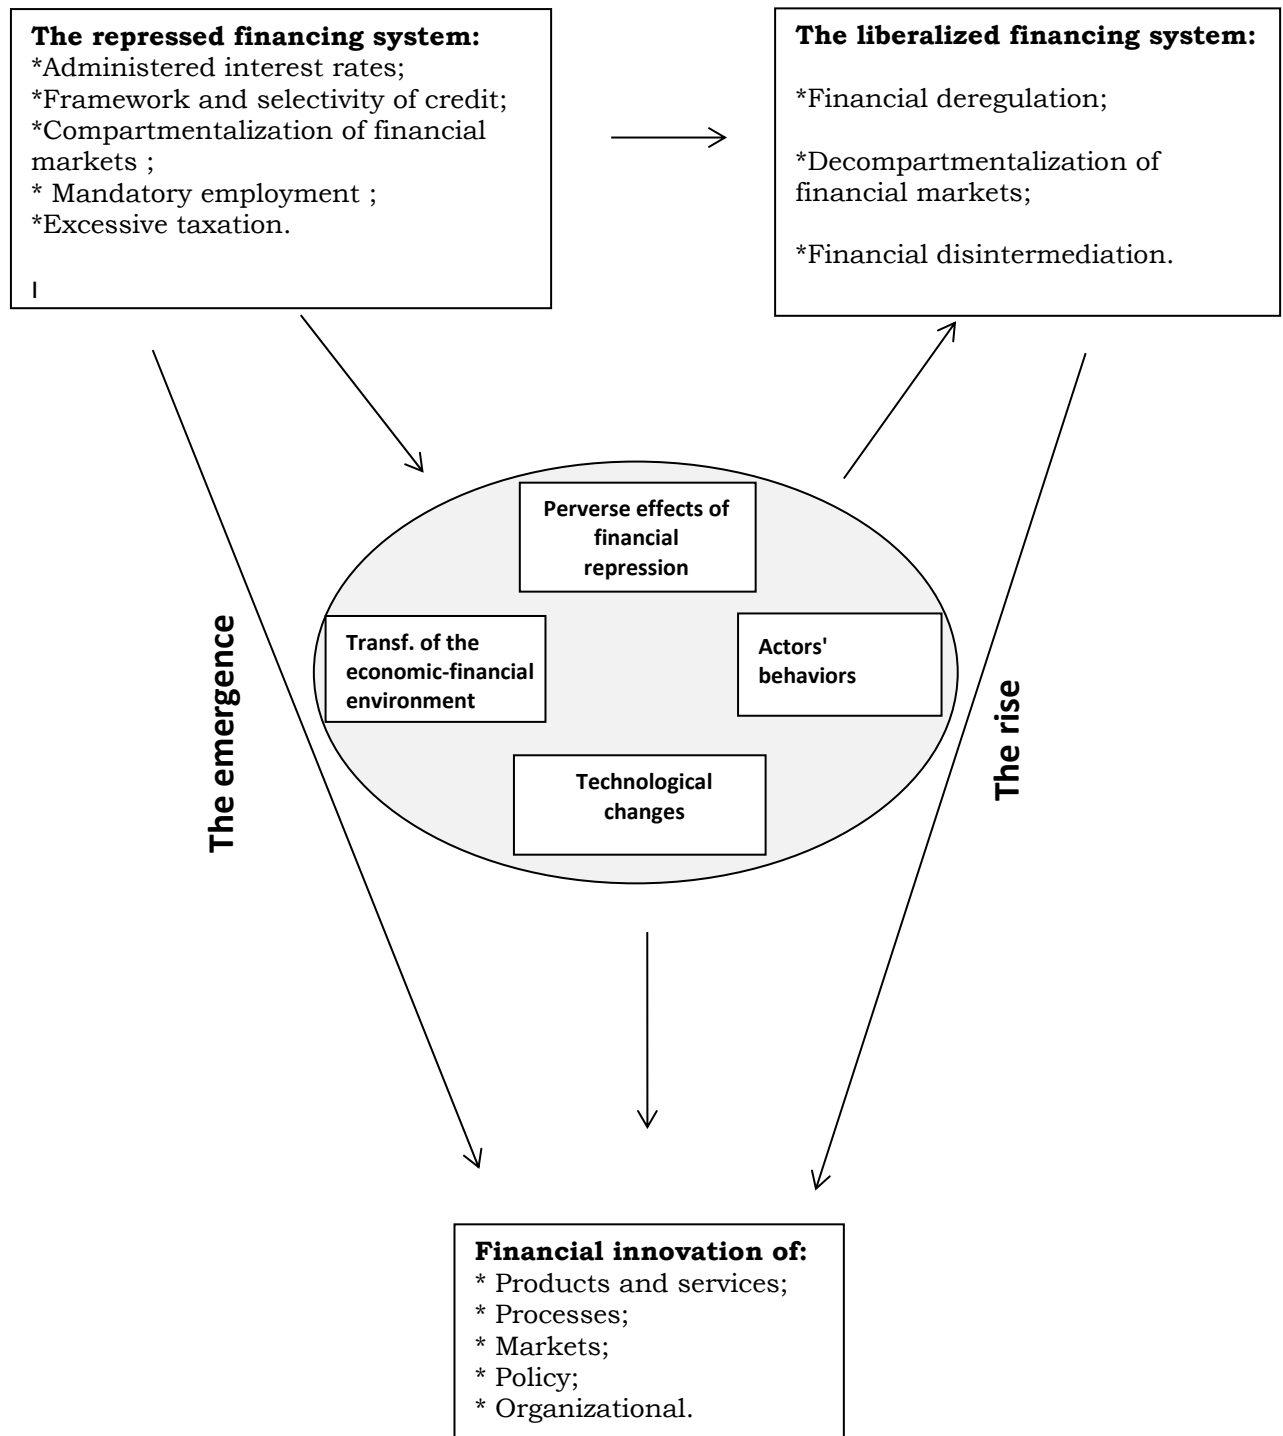 The repressed financing system:
*Administered interest rates;
*Framework and selectivity of credit;
*Compartmentalization of financial
markets ;
* Mandatory employment ;
*Excessive taxation.
I
The liberalized financing system:
*Financial deregulation;
*Decompartmentalization of
financial markets;
*Financial disintermediation.
Perverse effects of
financial
repression
Transf. of the
economic-financial
environment
Actors'
behaviors
Technological
changes
The emergence
The rise
Financial innovation of:
* Products and services;
* Processes;
* Markets;
* Policy;
* Organizational.